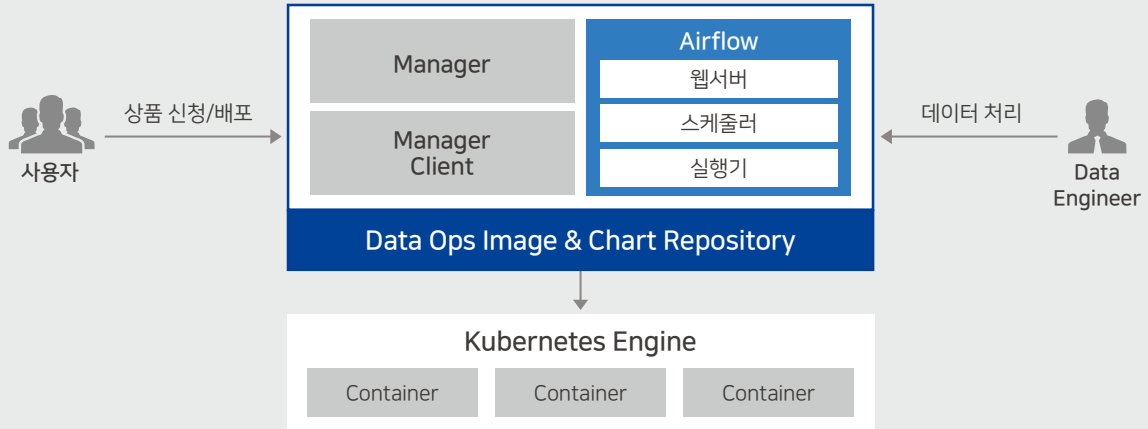 상품 신청/배포
사용자
Manager
Manager
Client
Airflow
웹서버
스케줄러
실행기
데이터 처리
Data
Engineer
Data Ops Image & Chart Repository
Kubernetes Engine
Container
Container
Container